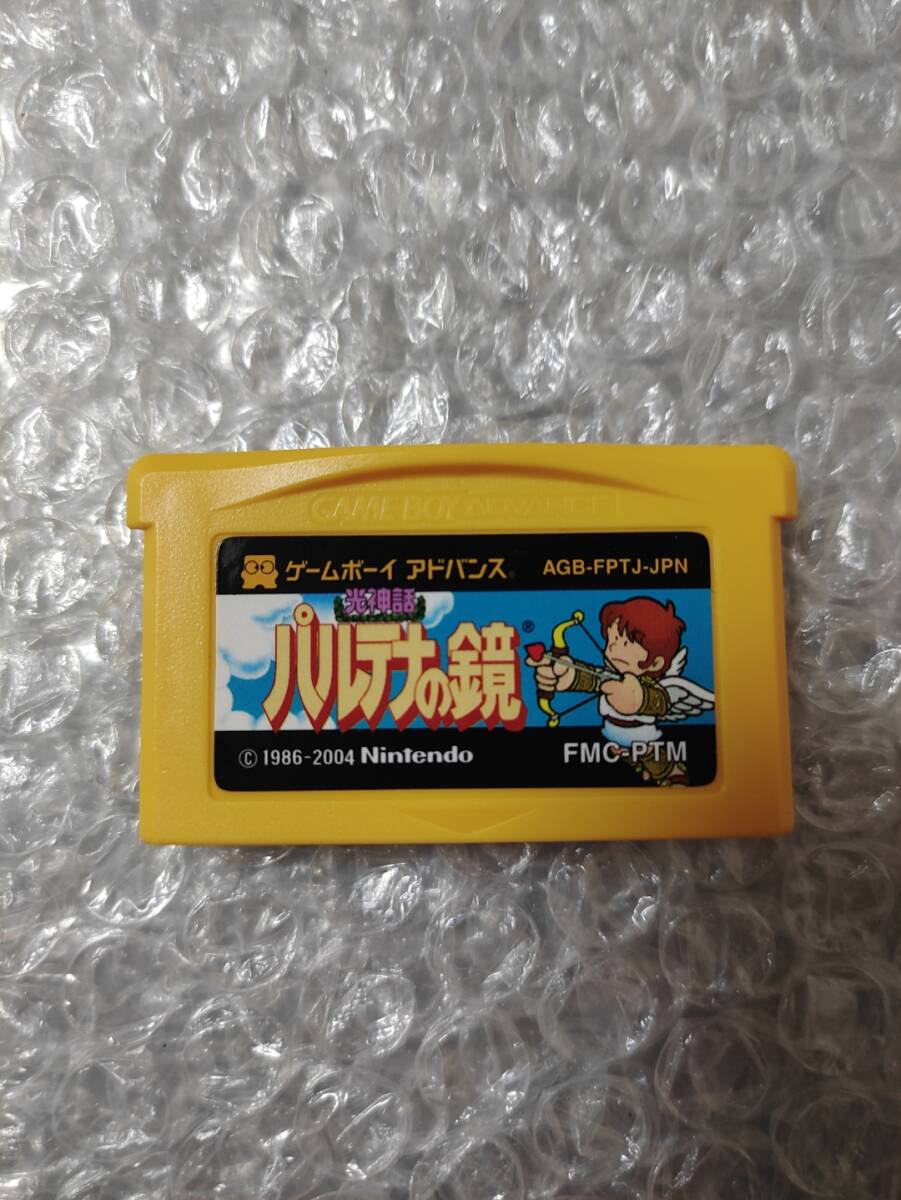 GAME BOY ADVANCE
ゲームボーイ アドバンス® AGB-FPTJ-JPN
光神話
パルテナの鏡®
© 1986-2004 Nintendo FMC-PTM